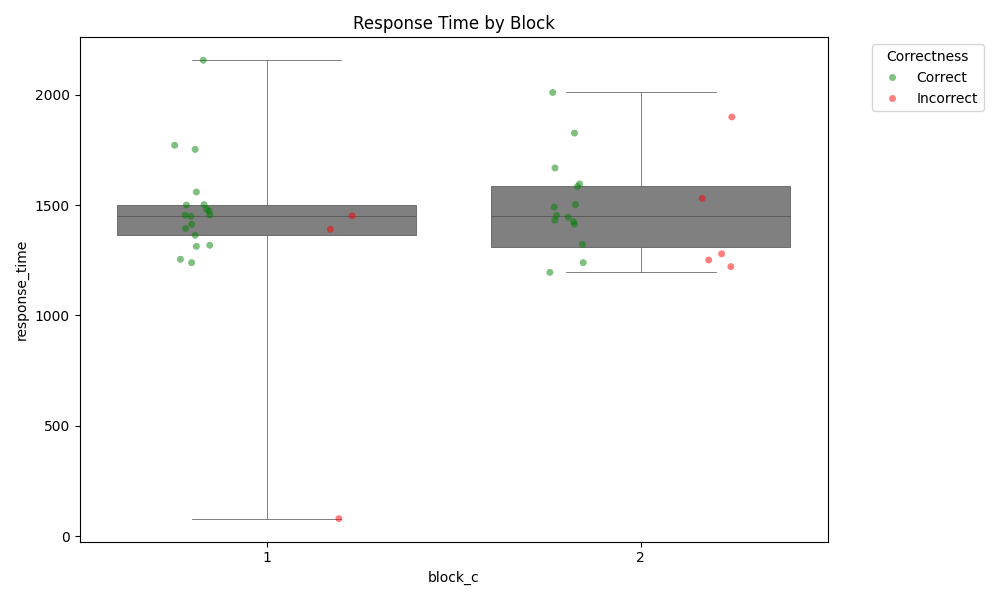 Response Time by Block
Correctness
Correct
Incorrect
response_time
2000
1500
1000
500
0
1
2
block_c